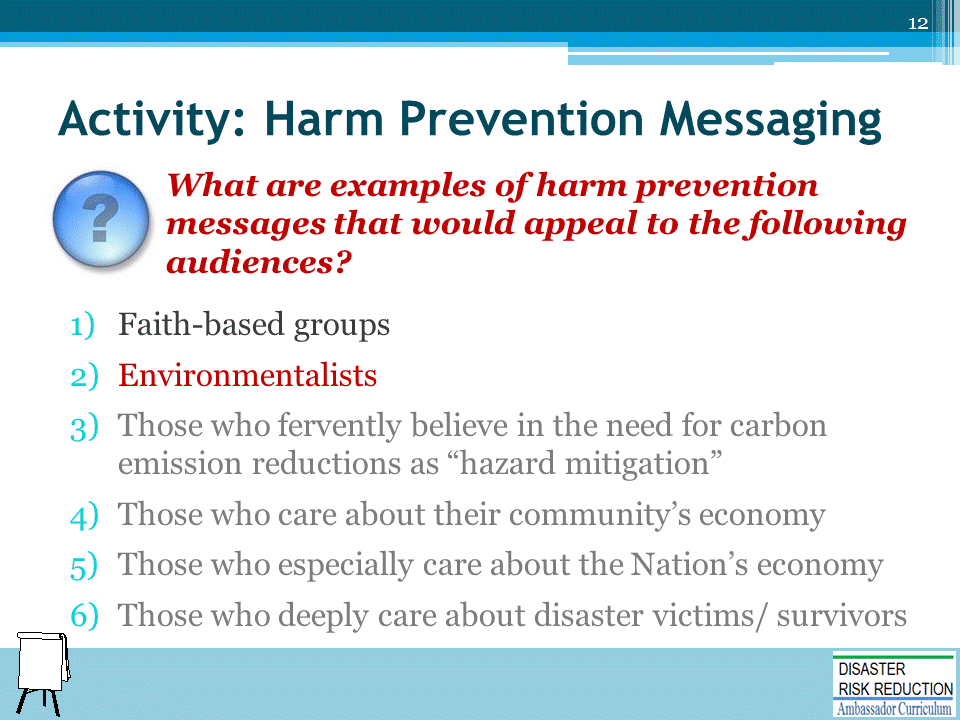 12
Activity: Harm Prevention Messaging
?
What are examples of harm prevention
messages that would appeal to the following
audiences?
1) Faith-based groups
2) Environmentalists
3) Those who fervently believe in the need for carbon
emission reductions as “hazard mitigation”
4) Those who care about their community’s economy
5) Those who especially care about the Nation’s economy
6) Those who deeply care about disaster victims/ survivors
DISASTER
RISK REDUCTION
Ambassador Curriculum